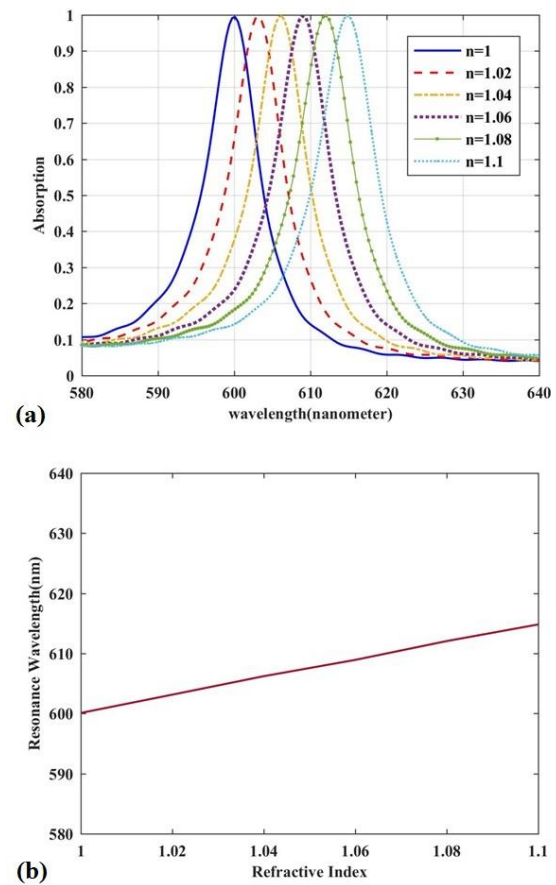 1
0.9
0.8
0.7
0.6
0.5
0.4
0.3
0.2
0.1
0
Absorption
n=1
n=1.02
n=1.04
n=1.06
n=1.08
n=1.1
580 590 600 610 620 630 640
wavelength(nanometer)
(a)
640
630
620
610
600
590
580
Resonance Wavelength(nm)
1 1.02 1.04 1.06 1.08 1.1
Refractive Index
(b)